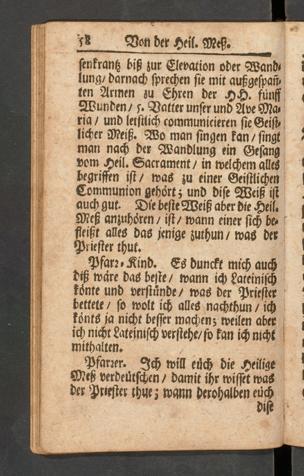 58 Von der Heil. Meß.
senkrantz biß zur Elevation oder Wand-
lung / darnach sprechen sie mit außgespañ-
ten Armen zu Ehren der HH. fünff
Wunden / 5. Vatter unser und Ave Ma-
ria / und letstlich communicieren sie Geist-
licher Weiß. Wo man singen kan / singt
man nach der Wandlung ein Gesang
vom Heil. Sacrament / in welchem alles
begriffen ist / was zu einer Geistlichen
Communion gehört; und dise Weiß ist
auch gut. Die beste Weiß aber die Heil.
Meß anzuhören / ist / wann einer sich be-
fleißt alles das jenige zuthun / was der
Priester thut.
Pfarr-Kind. Es dunckt mich auch
diß wäre das beste / wann ich Lateinisch
könte und verstünde / was der Priester
bettete / so wolt ich alles nachthun / ich
könts ja nicht besser machen; weilen aber
ich nicht Lateinisch verstehe / so kan ich nicht
mithalten.
Pfarrer. Ich will eüch die Heilige
Meß verdeütschen / damit ihr wisset was
der Priester thue; wann derohalben eüch
dise